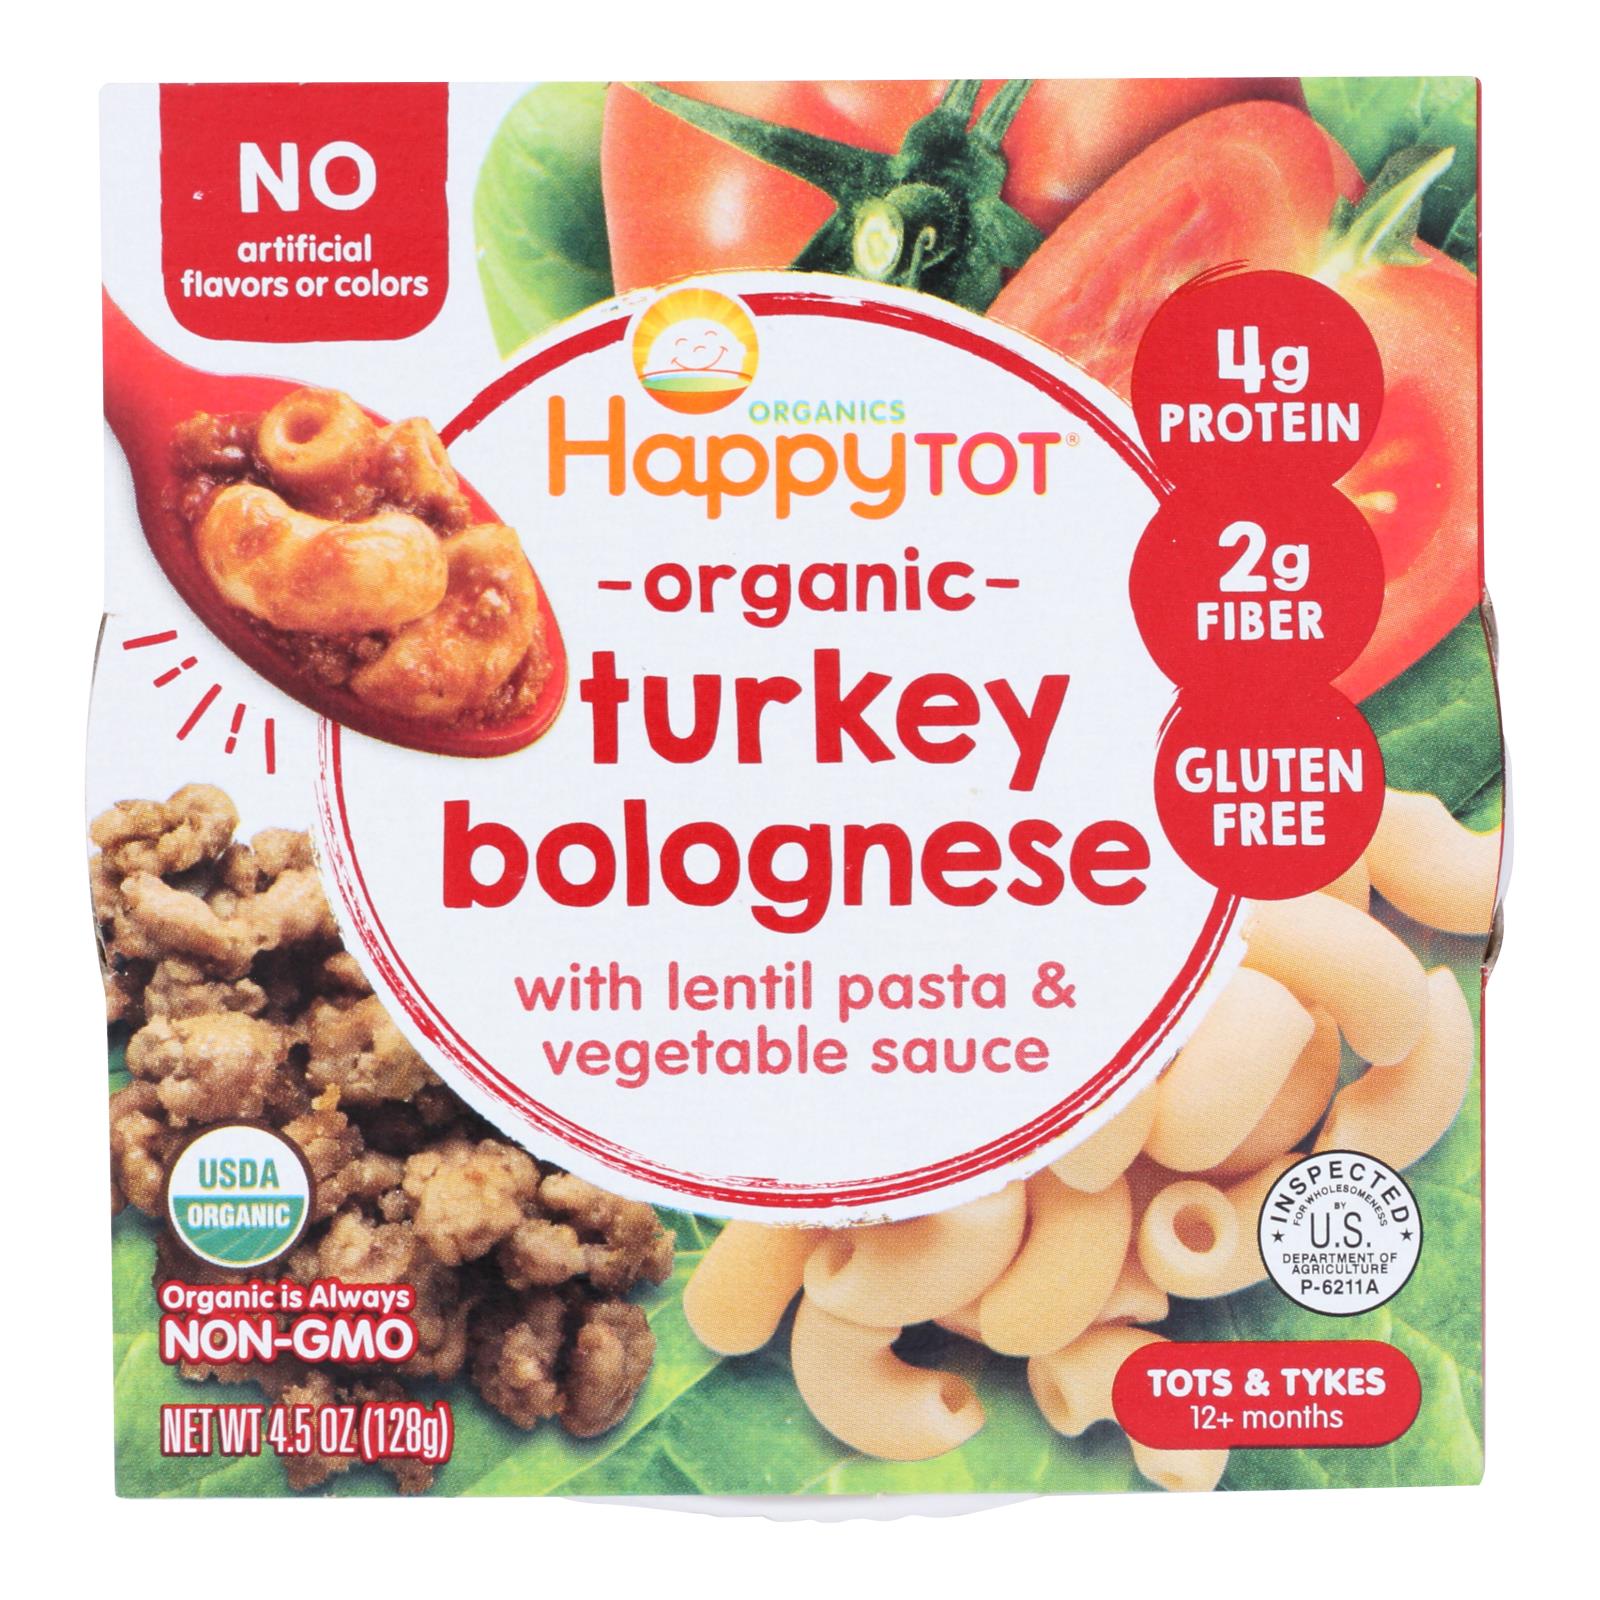 NO
artificial
flavors or colors
ORGANICS
HappyTOT®
-organic-
turkey
bolognese
with lentil pasta &
vegetable sauce
4g
PROTEIN
2g
FIBER
GLUTEN
FREE
USDA
ORGANIC
Organic is Always
NON-GMO
NET WT 4.5 OZ (128g)
INSPECTED
FOR WHOLESOMENESS
BY
U.S.
DEPARTMENT OF
AGRICULTURE
P-6211A
TOTS & TYKES
12+ months